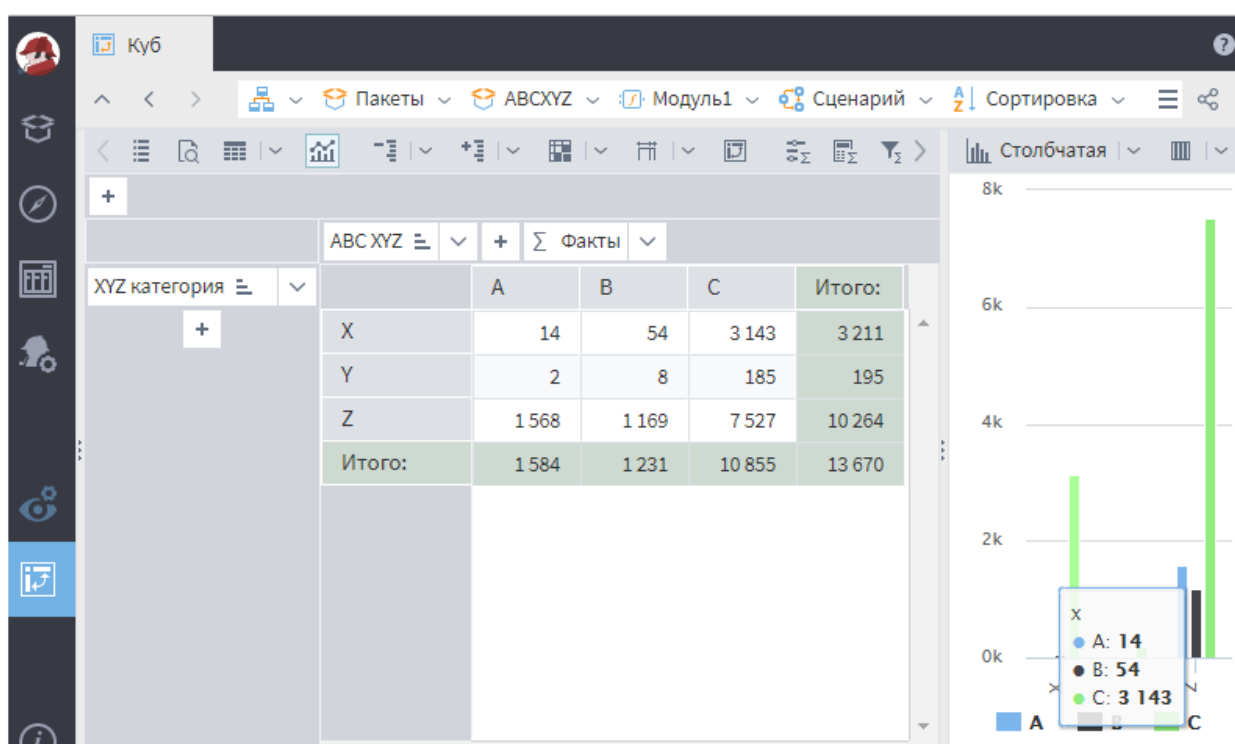 Куб
Пакеты ABCXYZ Модуль1 Сценарий Сортировка
Столбчатая
ABC XYZ Факты
XYZ категория
A B C Итого:
X 14 54 3 143 3 211
Y 2 8 185 195
Z 1 568 1 169 7 527 10 264
Итого: 1 584 1 231 10 855 13 670
8k
6k
4k
2k
0k
X
A: 14
B: 54
C: 3 143
X Z
A B C